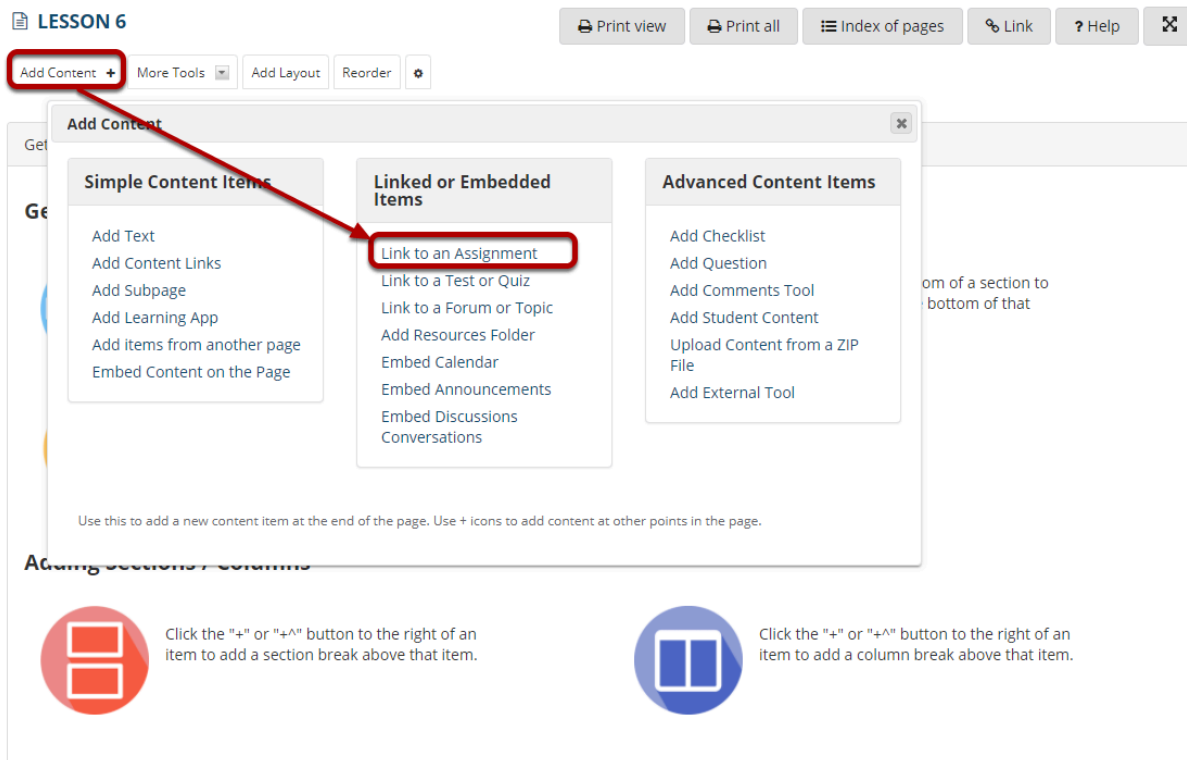 LESSON 6
Print view
Print all
Index of pages
Link
? Help
Add Content +
More Tools
Add Layout
Reorder
Add Content
Get
Simple Content Items
Add Text
Add Content Links
Add Subpage
Add Learning App
Add items from another page
Embed Content on the Page
Linked or Embedded
Items
Link to an Assignment
Link to a Test or Quiz
Link to a Forum or Topic
Add Resources Folder
Embed Calendar
Embed Announcements
Embed Discussions
Conversations
Advanced Content Items
Add Checklist
Add Question
Add Comments Tool
Add Student Content
Upload Content from a ZIP
File
Add External Tool
Ge
om of a section to
bottom of that
Use this to add a new content item at the end of the page. Use + icons to add content at other points in the page.
Adding Sections / Columns
Click the "+" or "+^" button to the right of an
item to add a section break above that item.
Click the "+" or "+^" button to the right of an
item to add a column break above that item.